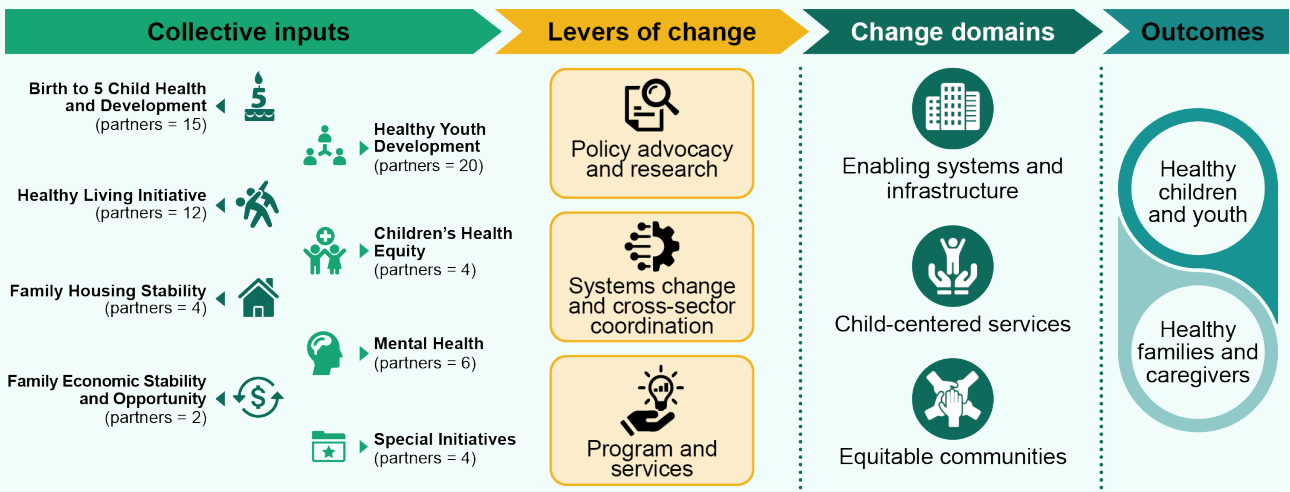 Collective inputs
Levers of change
Change domains
Outcomes
Birth to 5 Child Health
and Development
(partners = 15)
5
Healthy Youth
Development
(partners = 20)
Healthy Living Initiative
(partners = 12)
Children’s Health
Equity
(partners = 4)
Family Housing Stability
(partners = 4)
Mental Health
(partners = 6)
Family Economic Stability
and Opportunity
(partners = 2)
$
Special Initiatives
(partners = 4)
Policy advocacy
and research
Systems change
and cross-sector
coordination
Program and
services
Enabling systems and
infrastructure
Child-centered services
Equitable communities
Healthy
children
and youth
Healthy
families and
caregivers